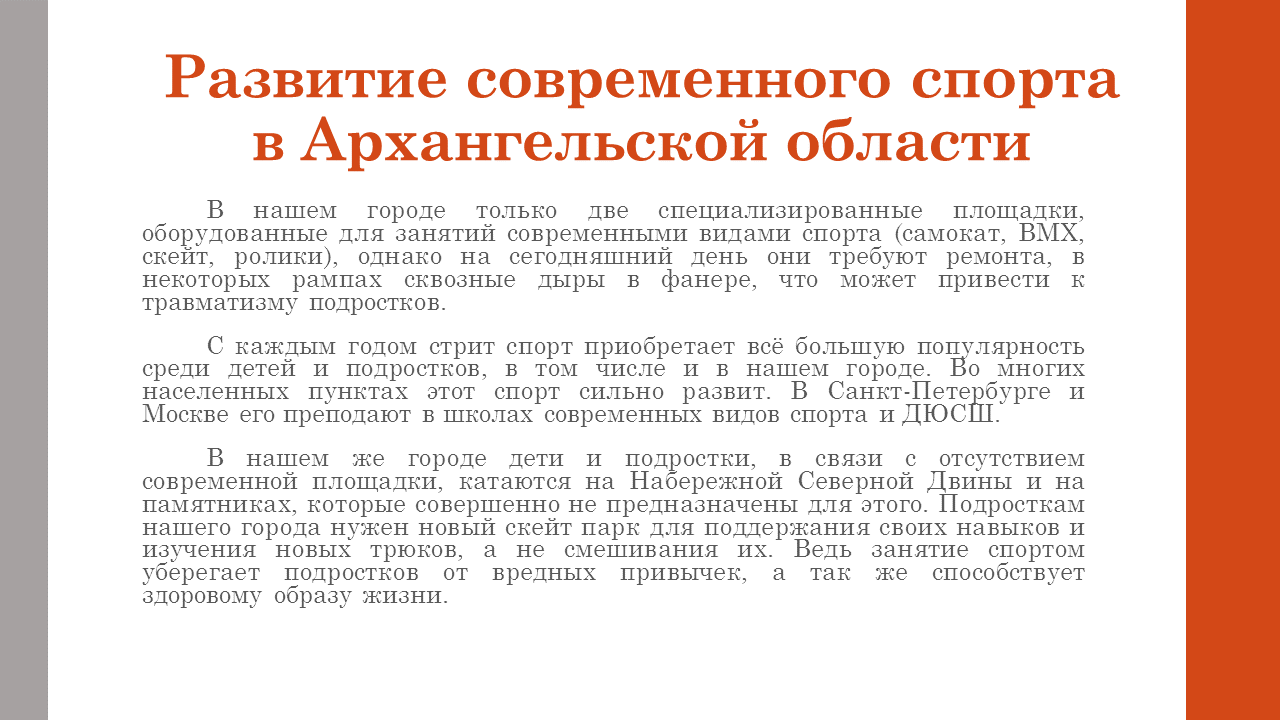 Развитие современного спорта
в Архангельской области
В нашем городе только две специализированные площадки,
оборудованные для занятий современными видами спорта (самокат, BMX,
скейт, ролики), однако на сегодняшний день они требуют ремонта, в
некоторых рампах сквозные дыры в фанере, что может привести к
травматизму подростков.
С каждым годом стрит спорт приобретает всё большую популярность
среди детей и подростков, в том числе и в нашем городе. Во многих
населенных пунктах этот спорт сильно развит. В Санкт-Петербурге и
Москве его преподают в школах современных видов спорта и ДЮСШ.
В нашем же городе дети и подростки, в связи с отсутствием
современной площадки, катаются на Набережной Северной Двины и на
памятниках, которые совершенно не предназначены для этого. Подросткам
нашего города нужен новый скейт парк для поддержания своих навыков и
изучения новых трюков, а не смешивания их. Ведь занятие спортом
уберегает подростков от вредных привычек, а так же способствует
здоровому образу жизни.